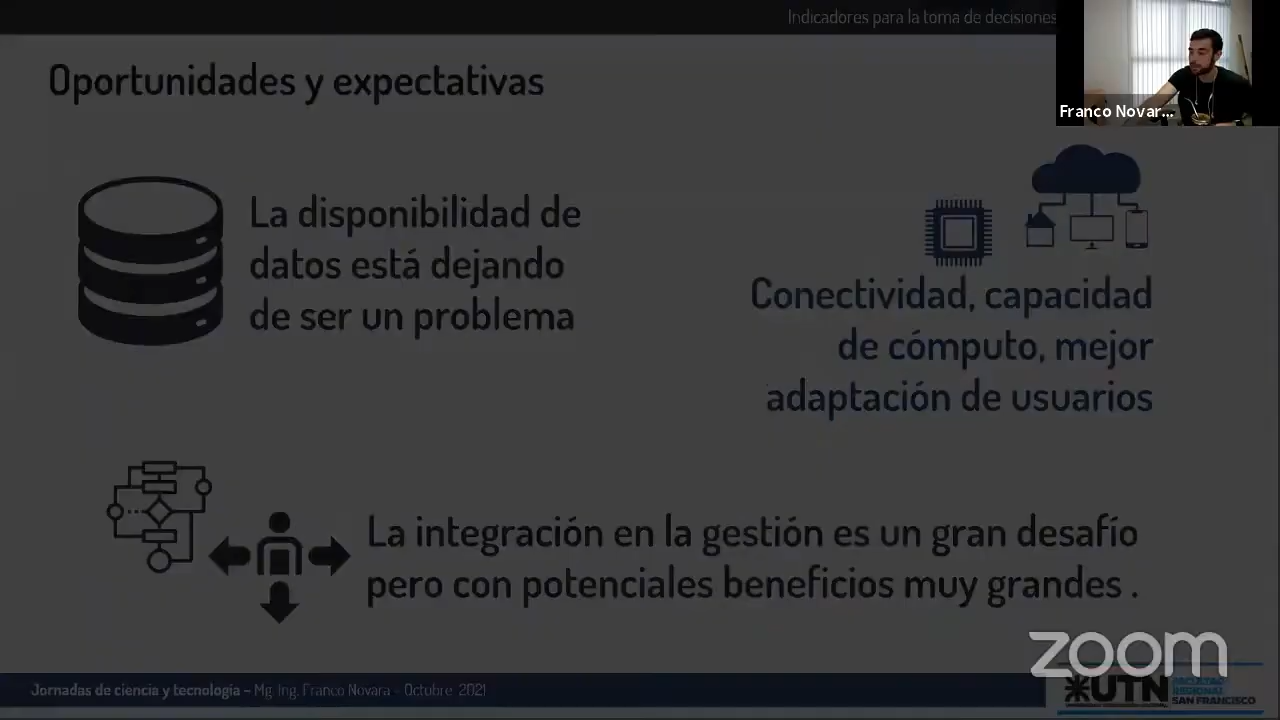 Indicadores para la toma de decisiones
Franco Novar...
Oportunidades y expectativas
La disponibilidad de
datos está dejando
de ser un problema
Conectividad, capacidad
de cómputo, mejor
adaptación de usuarios
La integración en la gestión es un gran desafío
pero con potenciales beneficios muy grandes .
zoom
Jornadas de ciencia y tecnología – Mg. Ing. Franco Novara - Octubre 2021
UTN
FACULTAD
REGIONAL
SAN FRANCISCO